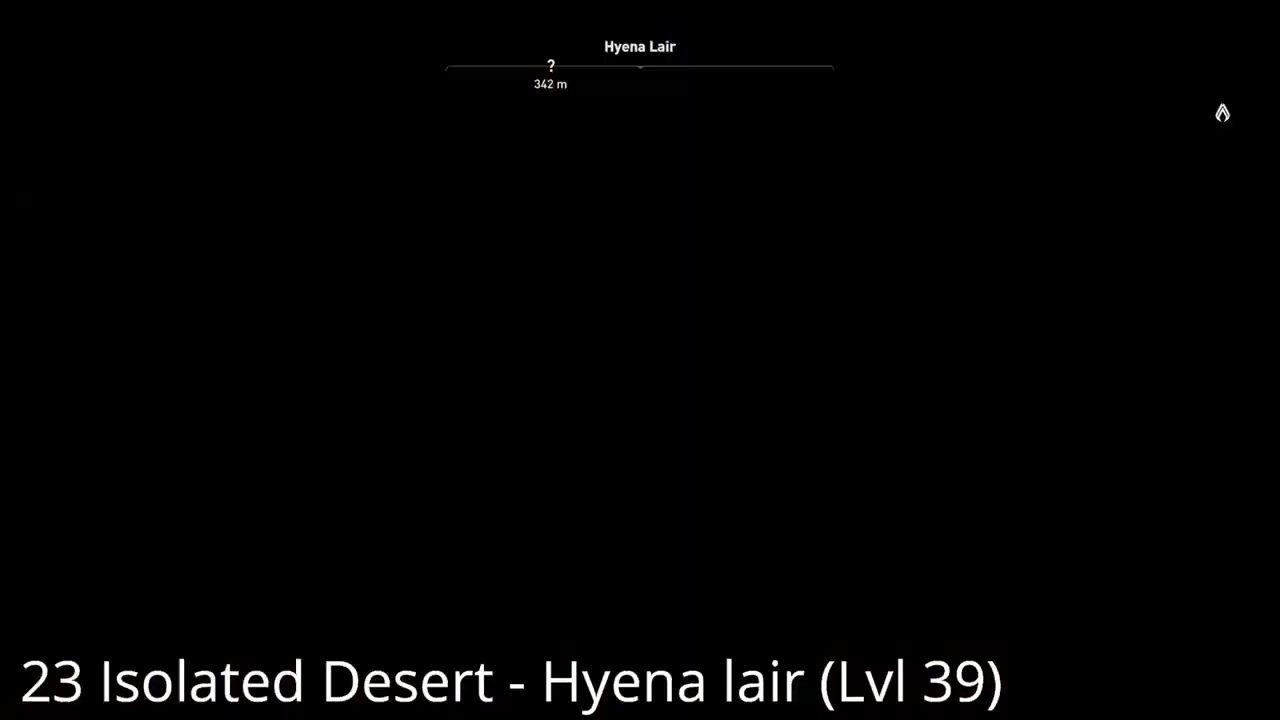 Hyena Lair
?
342 m
23 Isolated Desert - Hyena lair (Lvl 39)